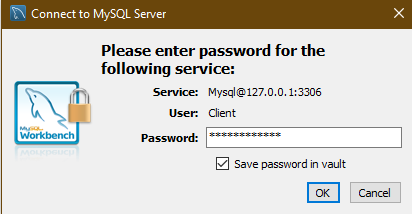 Connect to MySQL Server
Please enter password for the
following service:
Service: Mysql@127.0.0.1:3306
User: Client
Password: ************
MySQL
Workbench
Save password in vault
OK Cancel